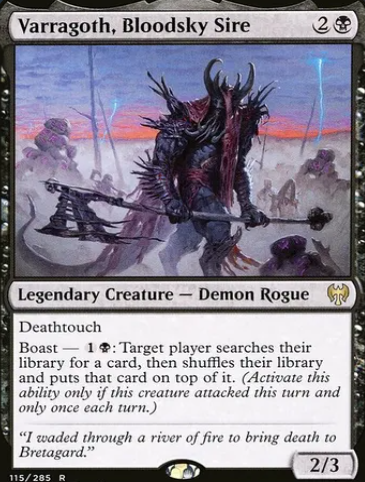 Varragoth, Bloodsky Sire 2
Legendary Creature — Demon Rogue
Deathtouch
Boast — 1 : Target player searches their
library for a card, then shuffles their library
and puts that card on top of it. (Activate this
ability only if this creature attacked this turn and
only once each turn.)
"I waded through a river of fire to bring death to
Bretagard."
2/3
115/285 R